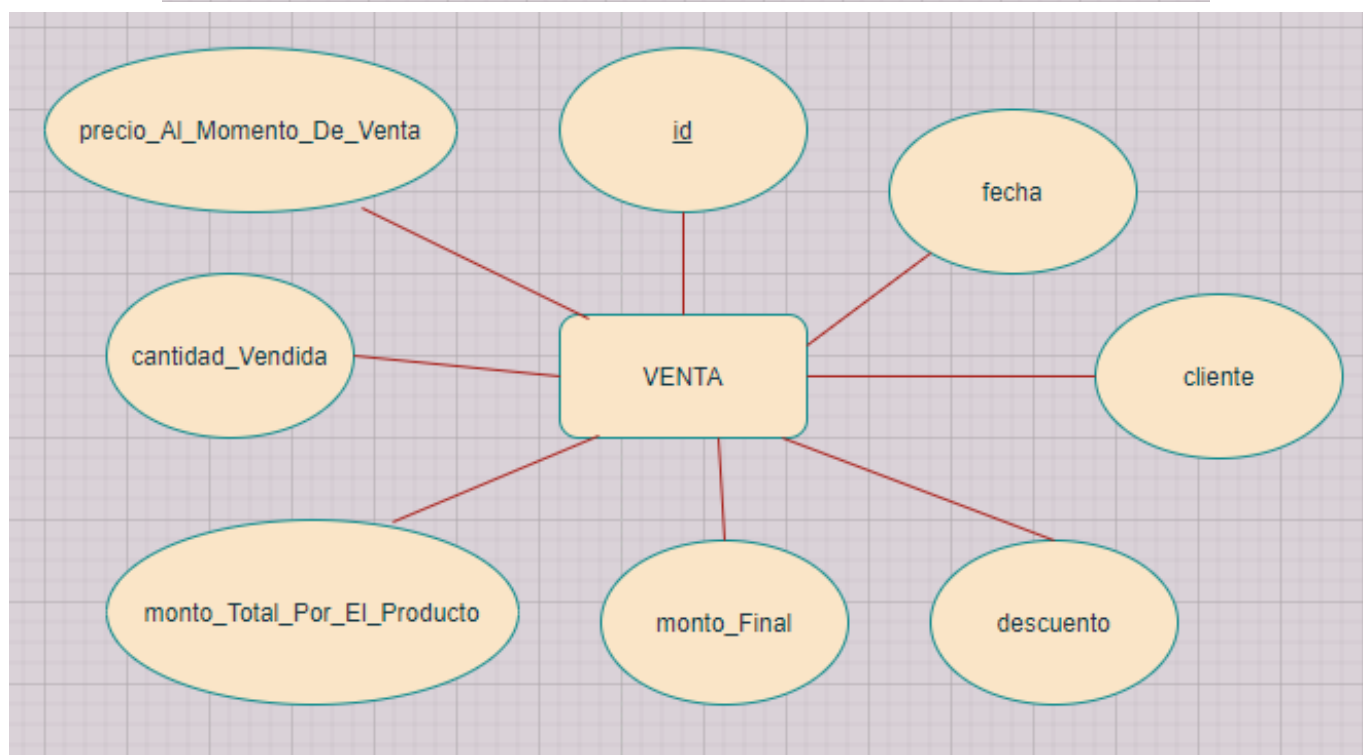 precio_Al_Momento_De_Venta
id
fecha
cantidad_Vendida
VENTA
cliente
monto_Total_Por_El_Producto
monto_Final
descuento